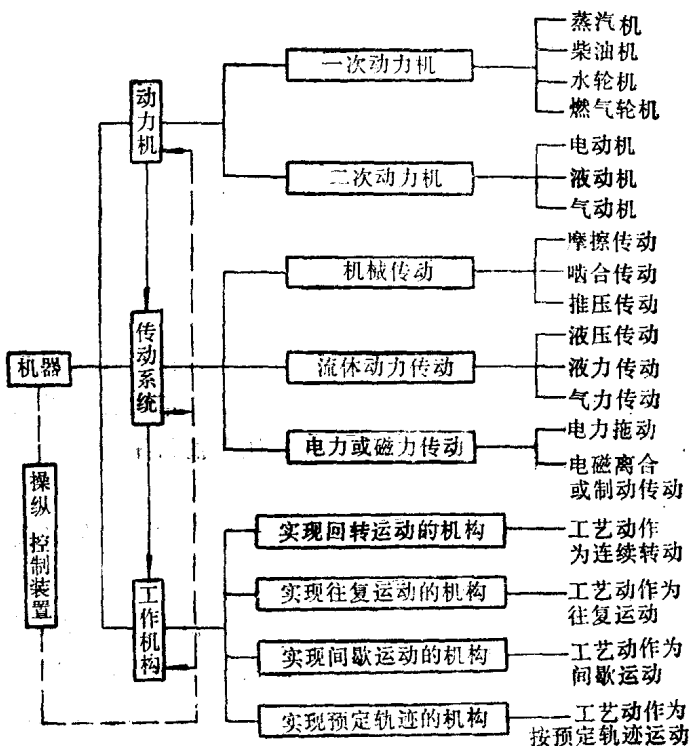 机器
操纵 控制装置
动力机
传动系统
工作机构
一次动力机
蒸汽机
柴油机
水轮机
燃气轮机
二次动力机
电动机
液动机
气动机
机械传动
摩擦传动
啮合传动
推压传动
流体动力传动
液压传动
液力传动
气力传动
电力或磁力传动
电力拖动
电磁离合
或制动传动
实现回转运动的机构
工艺动作
为连续转动
实现往复运动的机构
工艺动作为
往复运动
实现间歇运动的机构
工艺动作为
间歇运动
实现预定轨迹的机构
工艺动作为
按预定轨迹运动